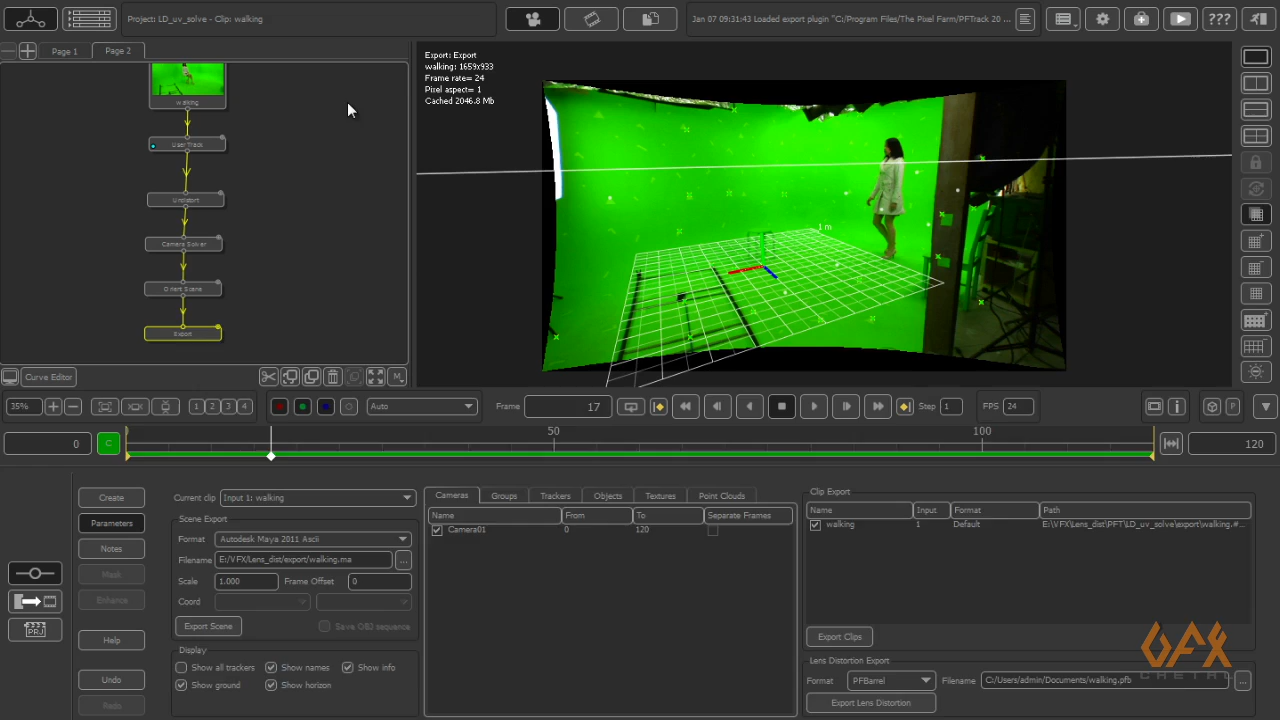 Project: LD_uv_solve - Clip: walking
Jan 07 09:31:43 Loaded export plugin "C:/Program Files/The Pixel Farm/PFTrack 20 ...
???
Page 1
Page 2
walking
User Track
Undistort
Camera Solver
Orient Scene
Export
Export: Export
walking: 1659x933
Frame rate= 24
Pixel aspect= 1
Cached 2046.8 Mb
1 m
Curve Editor
M
35%
1 2 3 4
Auto
Frame
17
Step
1
FPS
24
P
0
C
50
100
120
Create
Parameters
Notes
Mask
Enhance
Help
Undo
Redo
PRJ
Current clip
Input 1: walking
Scene Export
Format
Autodesk Maya 2011 Ascii
Filename
E:/VFX/Lens_dist/export/walking.ma
...
Scale
1.000
Frame Offset
0
Coord
Export Scene
Save OBJ sequence
Display
Show all trackers
Show names
Show info
Show ground
Show horizon
Cameras
Groups
Trackers
Objects
Textures
Point Clouds
Name
From
To
Separate Frames
Camera01
0
120
Clip Export
Name
Input
Format
Path
walking
1
Default
E:\VFX\Lens_dist\PFT\LD_uv_solve\export\walking.#...
Export Clips
Lens Distortion Export
Format
PFBarrel
Filename
C:/Users/admin/Documents/walking.pfb
...
Export Lens Distortion
VFX